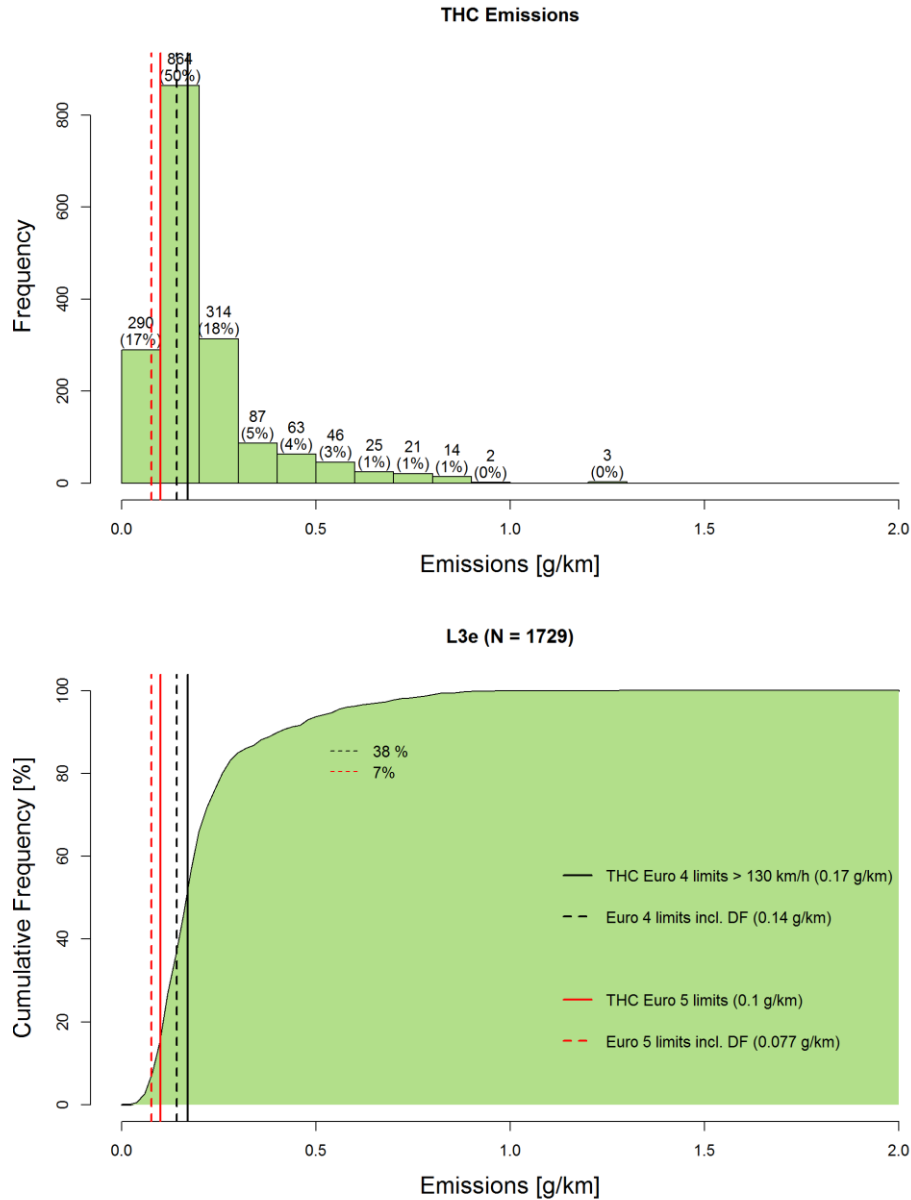 THC Emissions
864
(50%)
290
(17%)
314
(18%)
87
(5%)
63
(4%)
46
(3%)
25
(1%)
21
(1%)
14
(1%)
2
(0%)
3
(0%)
800
600
400
200
0
Frequency
0.0 0.5 1.0 1.5 2.0
Emissions [g/km]
L3e (N = 1729)
100
80
60
40
20
0
Cumulative Frequency [%]
38 %
7%
THC Euro 4 limits > 130 km/h (0.17 g/km)
Euro 4 limits incl. DF (0.14 g/km)
THC Euro 5 limits (0.1 g/km)
Euro 5 limits incl. DF (0.077 g/km)
0.0 0.5 1.0 1.5 2.0
Emissions [g/km]